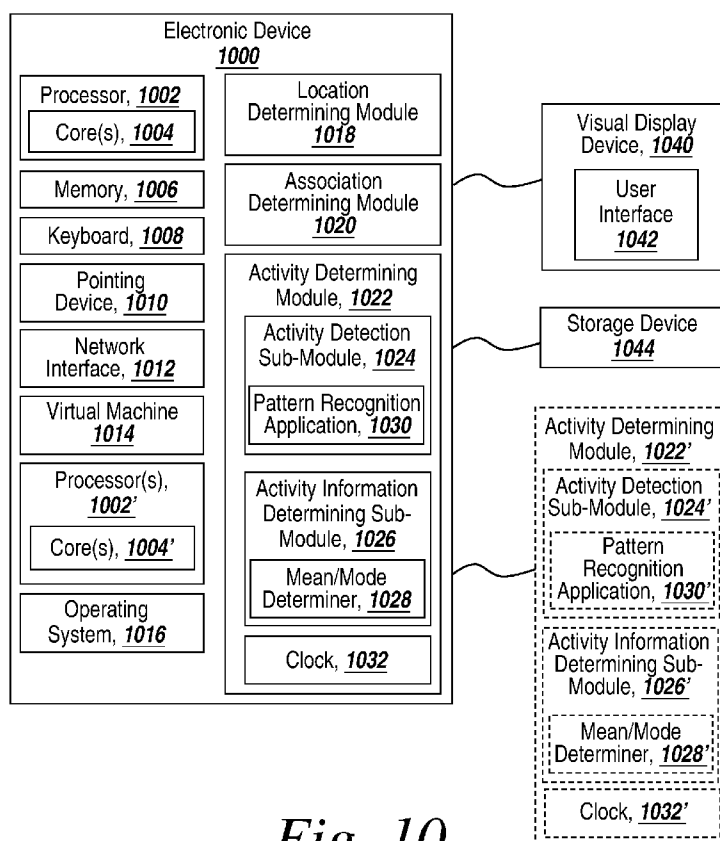 Electronic Device
1000
Processor, 1002
Core(s), 1004
Memory, 1006
Keyboard, 1008
Pointing
Device, 1010
Network
Interface, 1012
Virtual Machine
1014
Processor(s),
1002’
Core(s), 1004’
Operating
System, 1016
Location
Determining Module
1018
Association
Determining Module
1020
Activity Determining
Module, 1022
Activity Detection
Sub-Module, 1024
Pattern Recognition
Application, 1030
Activity Information
Determining Sub-
Module, 1026
Mean/Mode
Determiner, 1028
Clock, 1032
Visual Display
Device, 1040
User
Interface
1042
Storage Device
1044
Activity Determining
Module, 1022’
Activity Detection
Sub-Module,
1024’
Pattern
Recognition
Application,
1030’
Activity Information
Determining Sub-
Module, 1026’
Mean/Mode
Determiner, 1028’
Clock, 1032’
Fig. 10